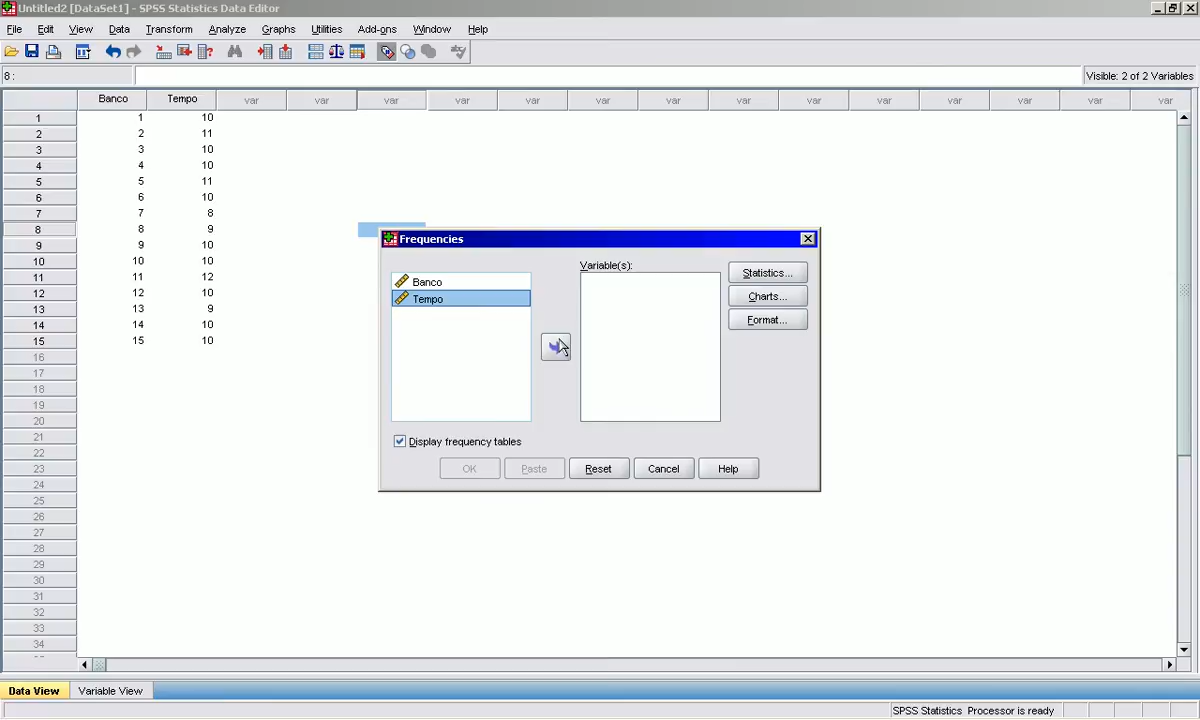 Untitled2 [DataSet1] - SPSS Statistics Data Editor
File Edit View Data Transform Analyze Graphs Utilities Add-ons Window Help
8 : Visible: 2 of 2 Variables
Banco Tempo var var var var var var var var var var var var var var
1 1 10
2 2 11
3 3 10
4 4 10
5 5 11
6 6 10
7 7 8
8 8 9
9 9 10
10 10 10
11 11 12
12 12 10
13 13 9
14 14 10
15 15 10
16
17
18
19
20
21
22
23
24
25
26
27
28
29
30
31
32
33
34
Frequencies
Variable(s):
Banco
Tempo
Statistics...
Charts...
Format...
Display frequency tables
OK Paste Reset Cancel Help
Data View Variable View
SPSS Statistics Processor is ready